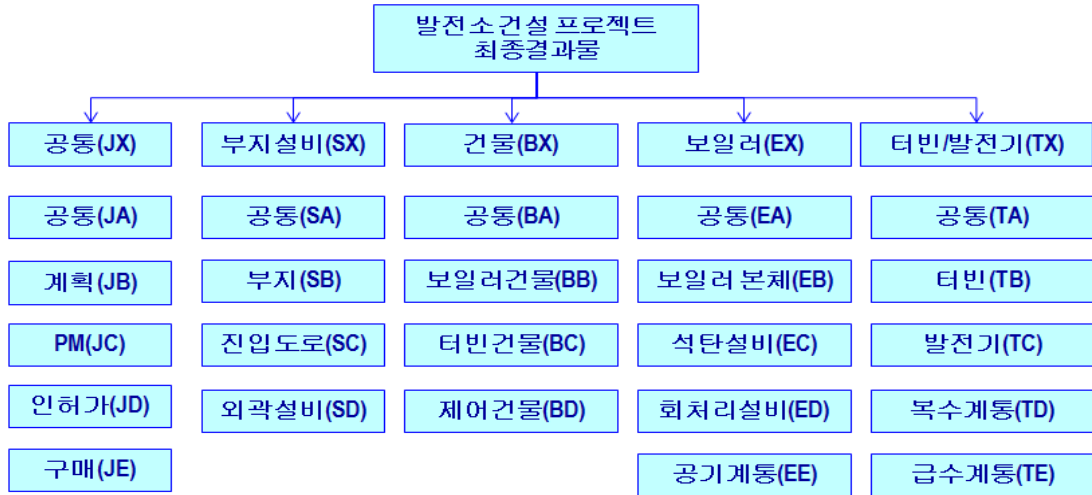 발전소건설 프로젝트
최종결과물
공통(JX)
부지설비(SX)
건물(BX)
보일러(EX)
터빈/발전기(TX)
공통(JA)
공통(SA)
공통(BA)
공통(EA)
공통(TA)
계획(JB)
부지(SB)
보일러건물(BB)
보일러 본체(EB)
터빈(TB)
PM(JC)
진입도로(SC)
터빈건물(BC)
석탄설비(EC)
발전기(TC)
인허가(JD)
외곽설비(SD)
제어건물(BD)
회처리설비(ED)
복수계통(TD)
구매(JE)
공기계통(EE)
급수계통(TE)